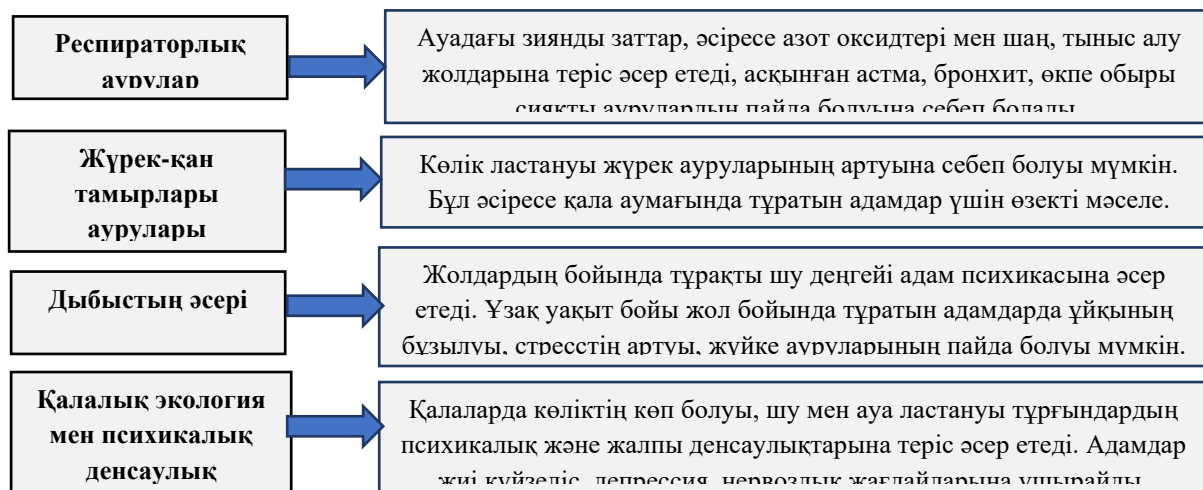 Респираторлық
аурулар
Ауадағы зиянды заттар, әсіресе азот оксидтері мен шаң, тыныс алу
жолдарына теріс әсер етеді, асқынған астма, бронхит, өкпе обыры
сияқты аурулардың пайда болуына себеп болады
Жүрек-қан
тамырлары
аурулары
Көлік ластануы жүрек ауруларының артуына себеп болуы мүмкін.
Бұл әсіресе қала аумағында тұратын адамдар үшін өзекті мәселе.
Дыбыстың әсері
Жолдардың бойында тұрақты шу деңгейі адам психикасына әсер
етеді. Ұзақ уақыт бойы жол бойында тұратын адамдарда ұйқының
бұзылуы, стресстің артуы, жүйке ауруларының пайда болуы мүмкін.
Қалалық экология
мен психикалық
денсаулық
Қалаларда көліктің көп болуы, шу мен ауа ластануы тұрғындардың
психикалық және жалпы денсаулықтарына теріс әсер етеді. Адамдар
жиі күйзеліс, депрессия, нервоздық жағдайларына ұшырайды